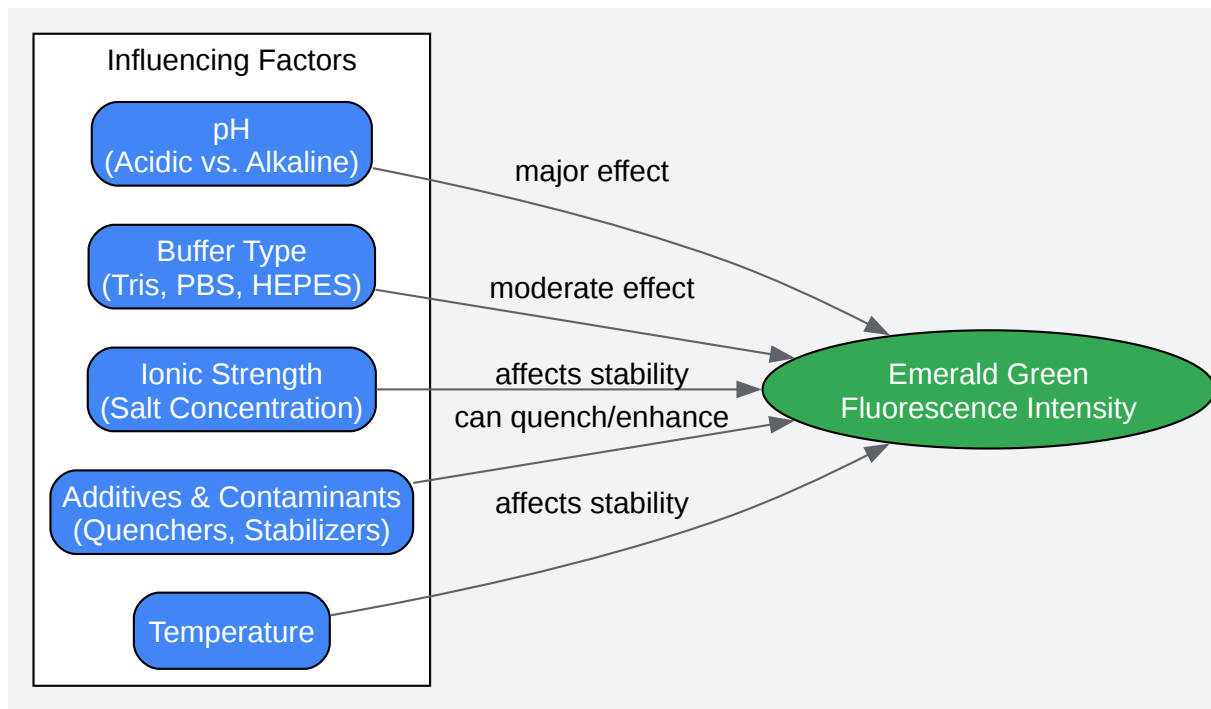 Influencing Factors
pH
(Acidic vs. Alkaline)
major effect
Buffer Type
(Tris, PBS, HEPES)
moderate effect
Ionic Strength
(Salt Concentration)
affects stability
Emerald Green
Fluorescence Intensity
can quench/enhance
Additives & Contaminants
(Quenchers, Stabilizers)
affects stability
Temperature